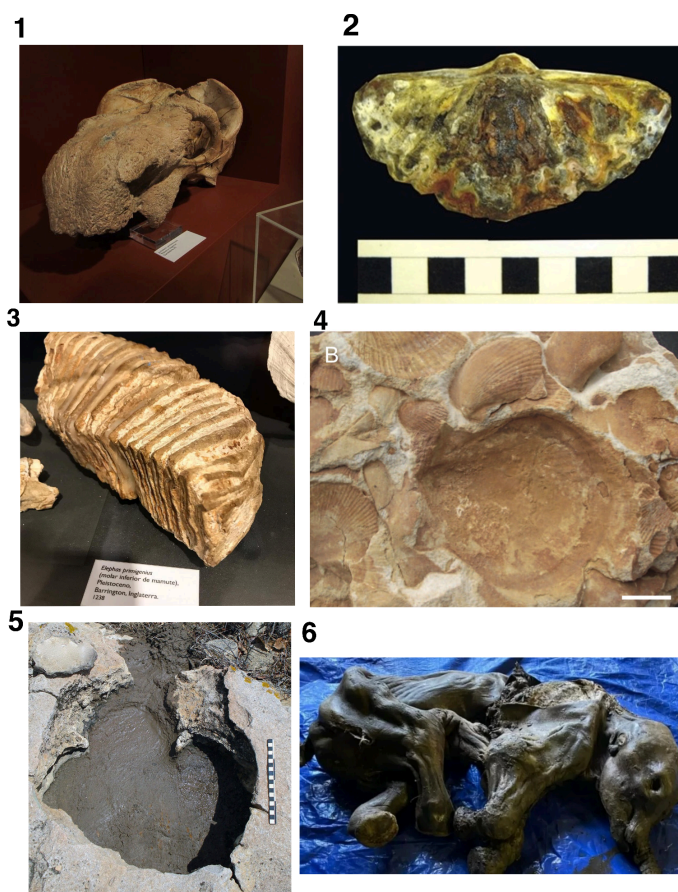 1
2
3
4
B
Elephas primigenius
(molar inferior de mamute).
Pleistoceno.
Barrington, Inglaterra.
1238
5
6